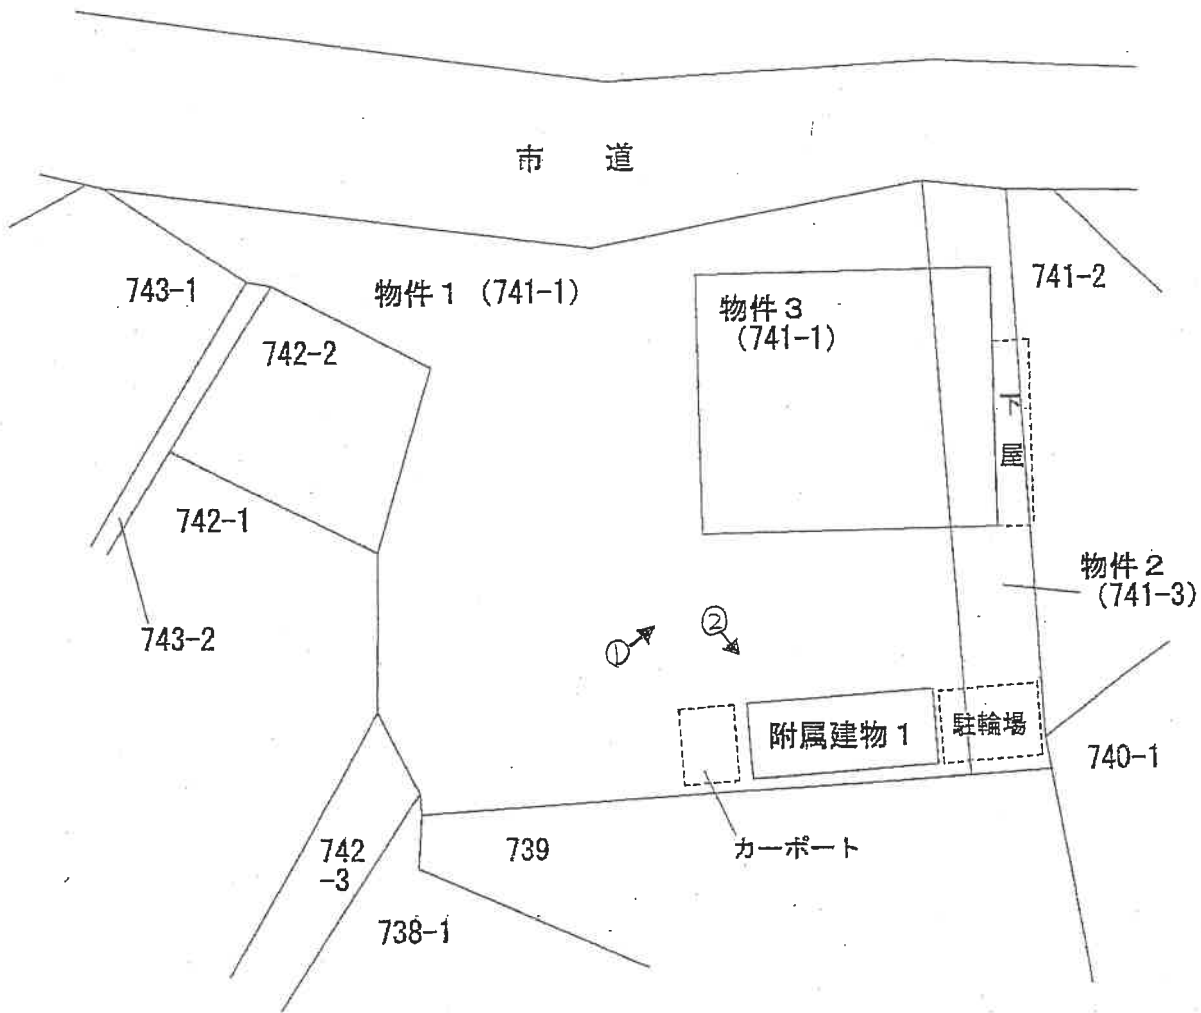 市　道
743-1
物件１（741-1）
物件３
（741-1）
741-2
742-2
下
屋
742-1
物件２
（741-3）
743-2
①
②
附属建物１
駐輪場
740-1
カーポート
739
742
-3
738-1